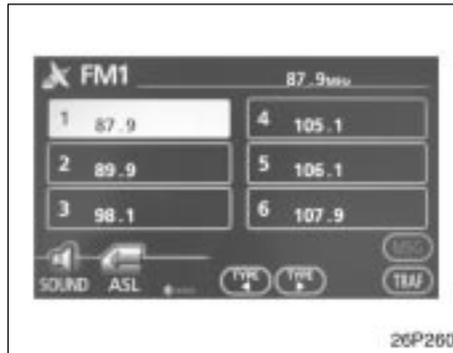 FM1 87.9MHz
1 87.9
2 89.9
3 98.1
4 105.1
5 106.1
6 107.9
MSG
SOUND ASL TYPE TYPE TRAF
26P260